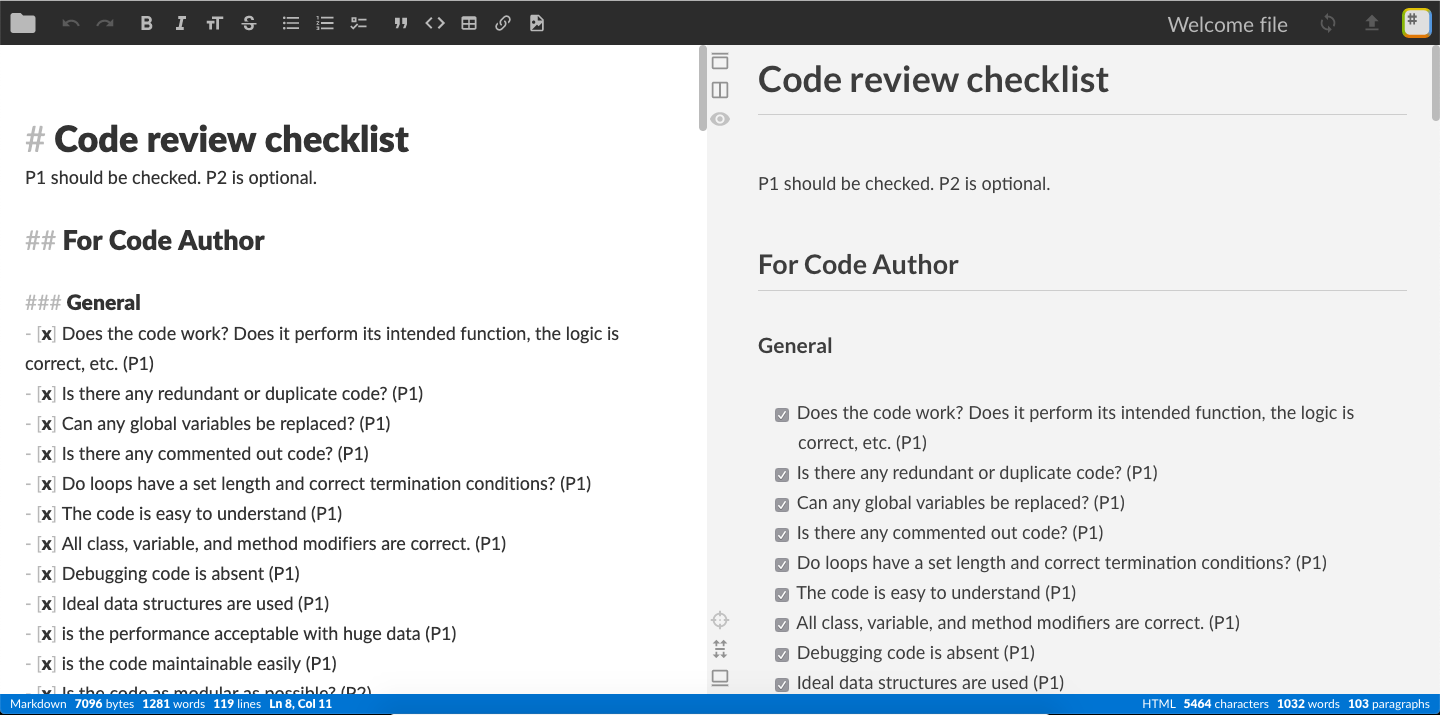 Welcome file
# Code review checklist
P1 should be checked. P2 is optional.
## For Code Author
### General
- [x] Does the code work? Does it perform its intended function, the logic is
correct, etc. (P1)
- [x] Is there any redundant or duplicate code? (P1)
- [x] Can any global variables be replaced? (P1)
- [x] Is there any commented out code? (P1)
- [x] Do loops have a set length and correct termination conditions? (P1)
- [x] The code is easy to understand (P1)
- [x] All class, variable, and method modifiers are correct. (P1)
- [x] Debugging code is absent (P1)
- [x] Ideal data structures are used (P1)
- [x] is the performance acceptable with huge data (P1)
- [x] is the code maintainable easily (P1)
- [x] Is the code as modular as possible? (P2)
Code review checklist
P1 should be checked. P2 is optional.
For Code Author
General
Does the code work? Does it perform its intended function, the logic is
correct, etc. (P1)
Is there any redundant or duplicate code? (P1)
Can any global variables be replaced? (P1)
Is there any commented out code? (P1)
Do loops have a set length and correct termination conditions? (P1)
The code is easy to understand (P1)
All class, variable, and method modifiers are correct. (P1)
Debugging code is absent (P1)
Ideal data structures are used (P1)
Markdown 7096 bytes 1281 words 119 lines Ln 8, Col 11
HTML 5464 characters 1032 words 103 paragraphs